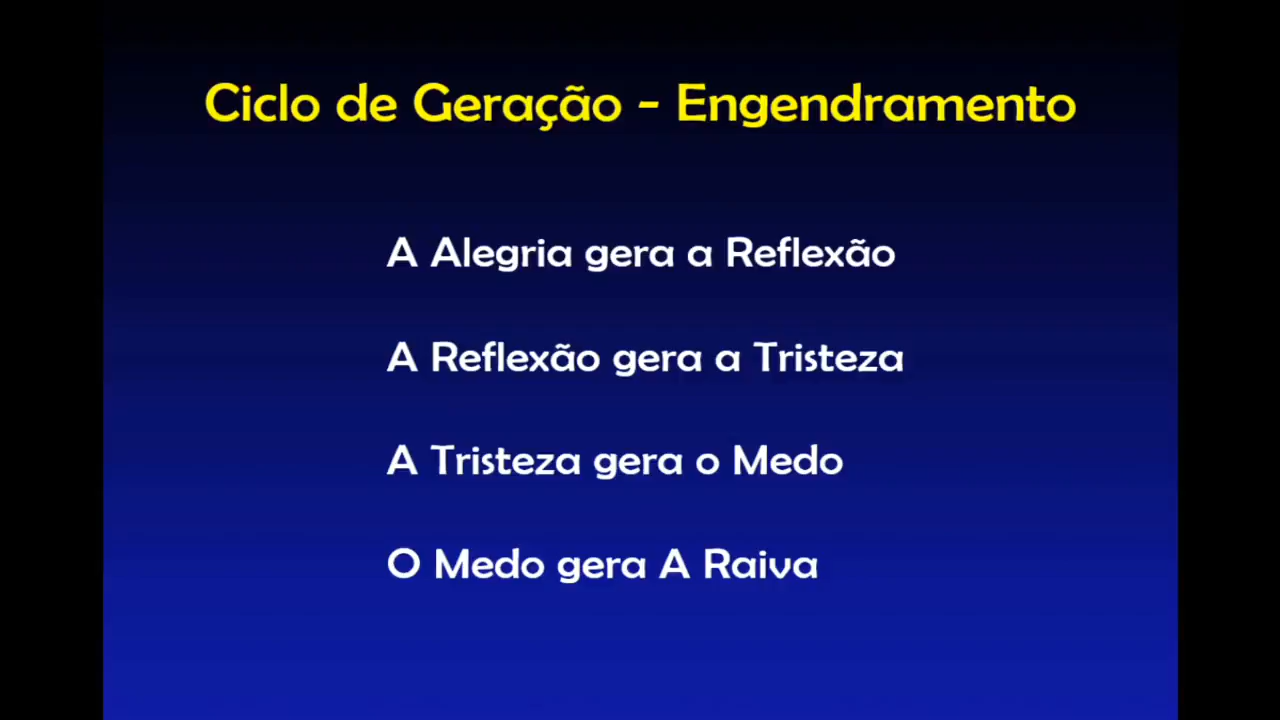 Ciclo de Geração - Engendramento
A Alegria gera a Reflexão
A Reflexão gera a Tristeza
A Tristeza gera o Medo
O Medo gera A Raiva